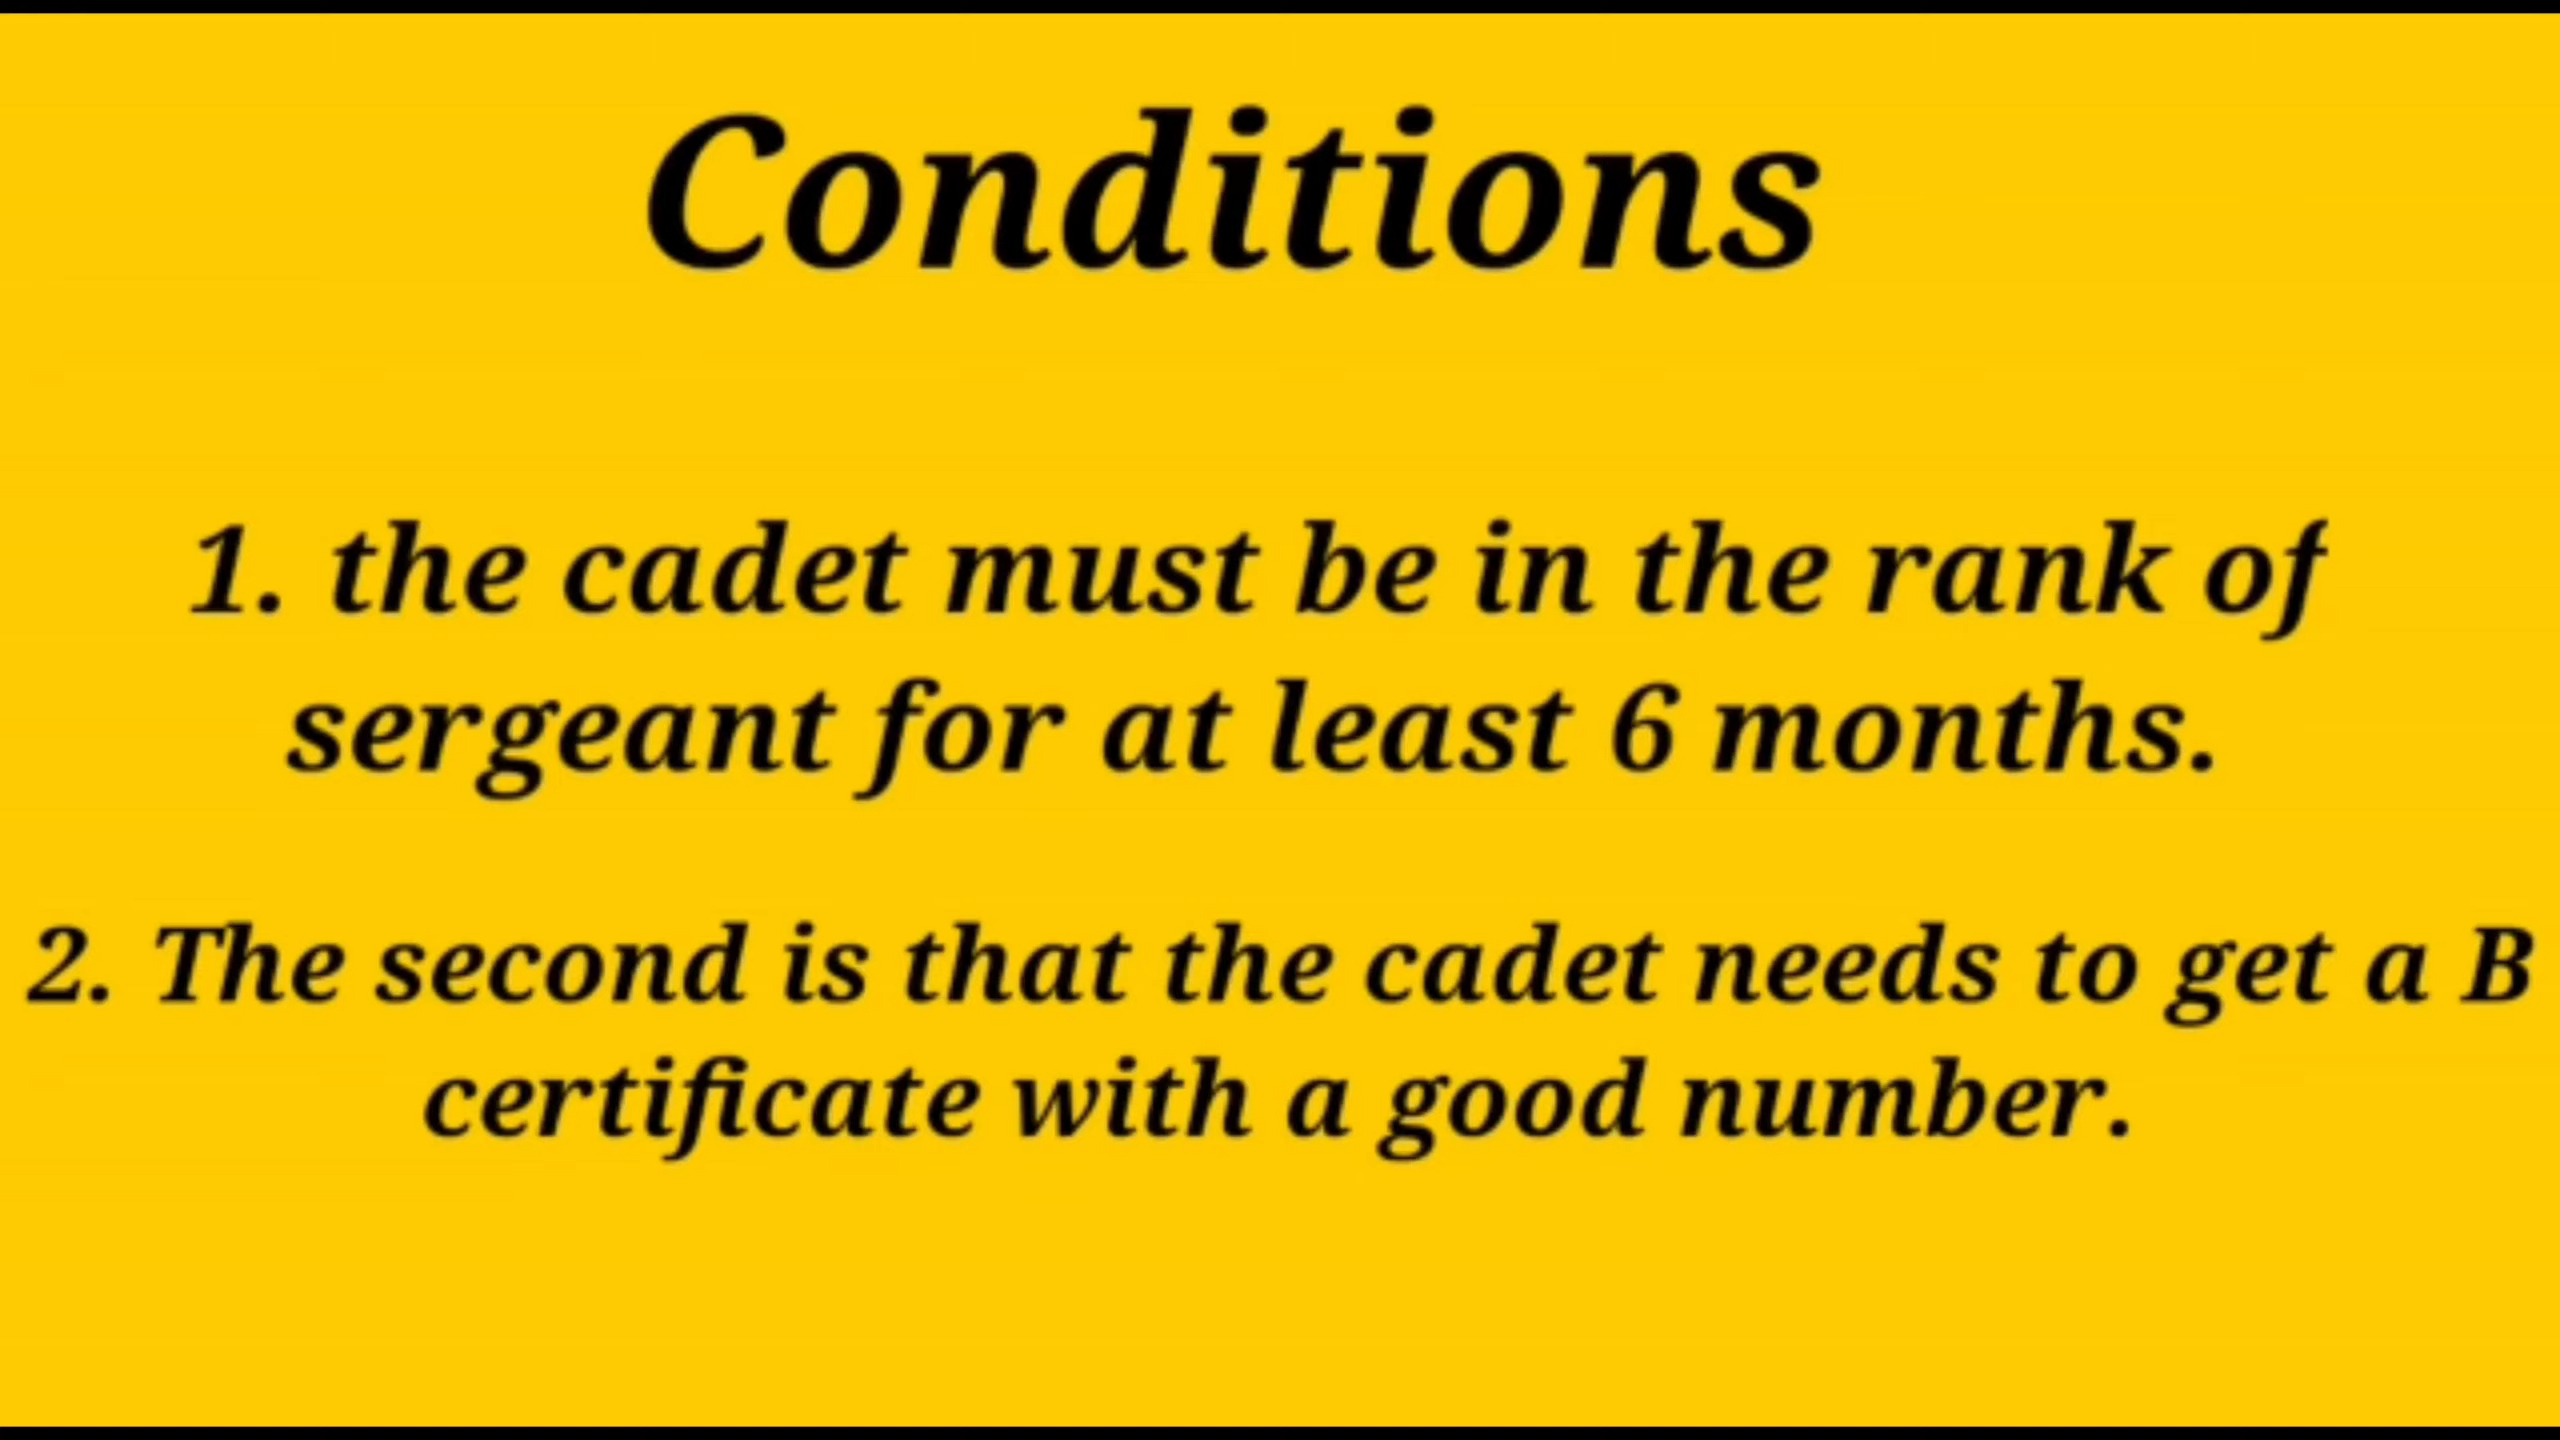 Conditions
1. the cadet must be in the rank of
sergeant for at least 6 months.
2. The second is that the cadet needs to get a B
certificate with a good number.